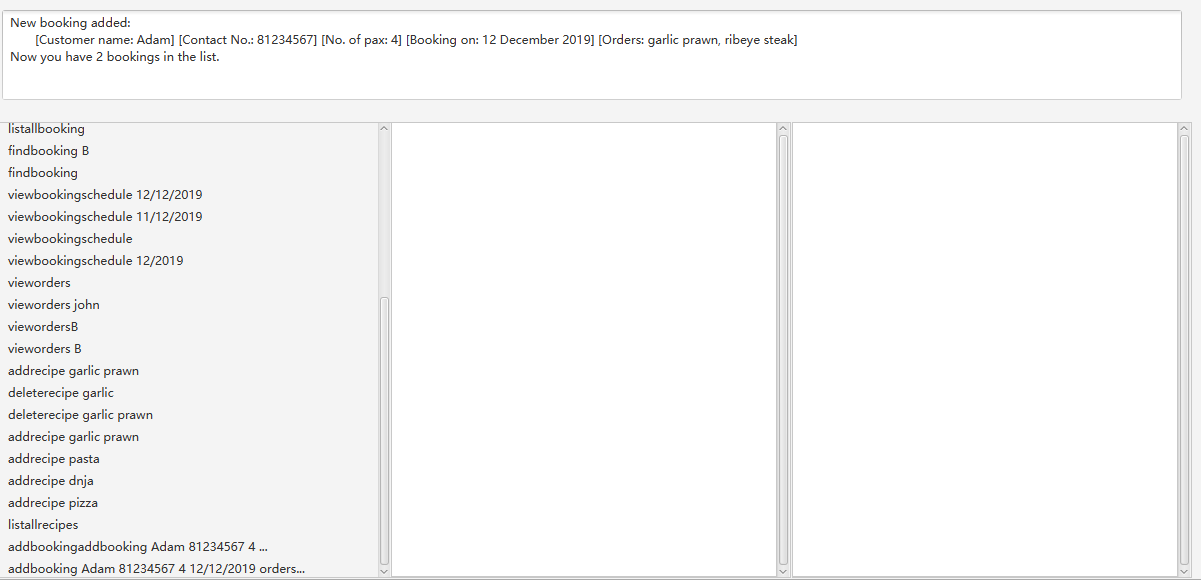 New booking added:
[Customer name: Adam] [Contact No.: 81234567] [No. of pax: 4] [Booking on: 12 December 2019] [Orders: garlic prawn, ribeye steak]
Now you have 2 bookings in the list.
listallbooking
findbooking B
findbooking
viewbookingschedule 12/12/2019
viewbookingschedule 11/12/2019
viewbookingschedule
viewbookingschedule 12/2019
vieworders
vieworders john
viewordersB
vieworders B
addrecipe garlic prawn
deleterecipe garlic
deleterecipe garlic prawn
addrecipe garlic prawn
addrecipe pasta
addrecipe dnja
addrecipe pizza
listallrecipes
addbookingaddbooking Adam 81234567 4 ...
addbooking Adam 81234567 4 12/12/2019 orders...